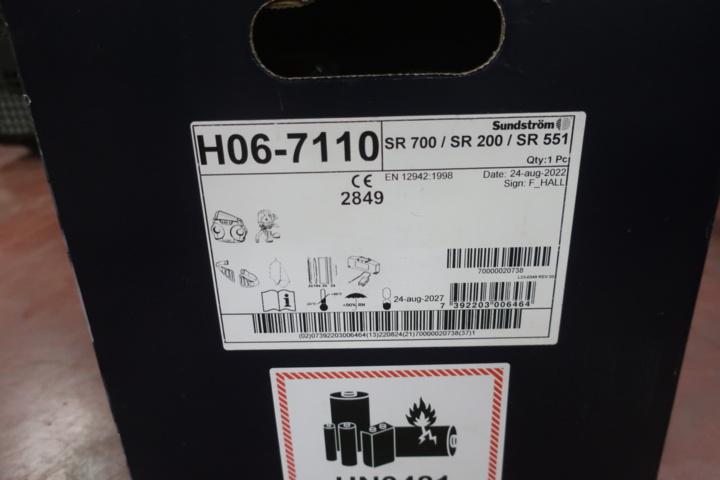 Sundström
H06-7110
SR 700 / SR 200 / SR 551
Qty:1 Pc
CE
EN 12942:1998
Date: 24-aug-2022
2849
Sign: F_HALL
70000020738
<90% RH
24-aug-2027
7 392203 006464
(02)07392203006464(13)220824(21)70000020738(37)1